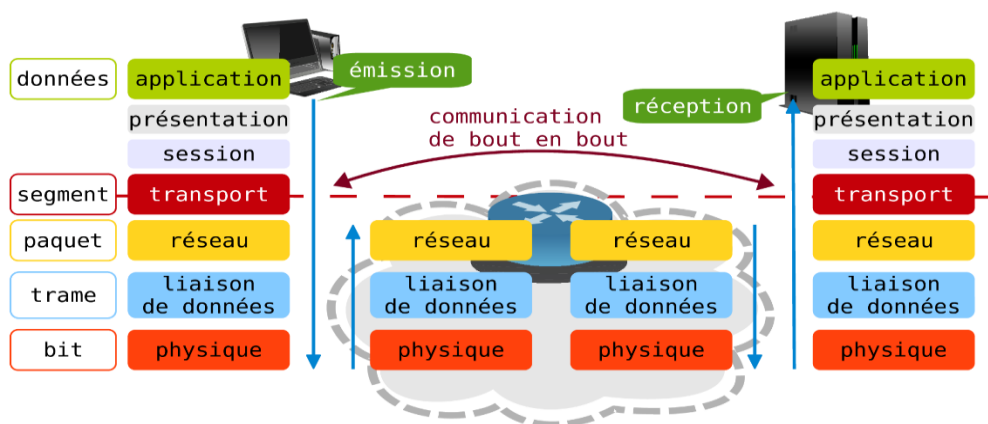 données
application
émission
application
réception
présentation
communication
de bout en bout
présentation
session
session
segment
transport
transport
paquet
réseau
réseau
réseau
réseau
trame
liaison
de données
liaison
de données
liaison
de données
liaison
de données
bit
physique
physique
physique
physique